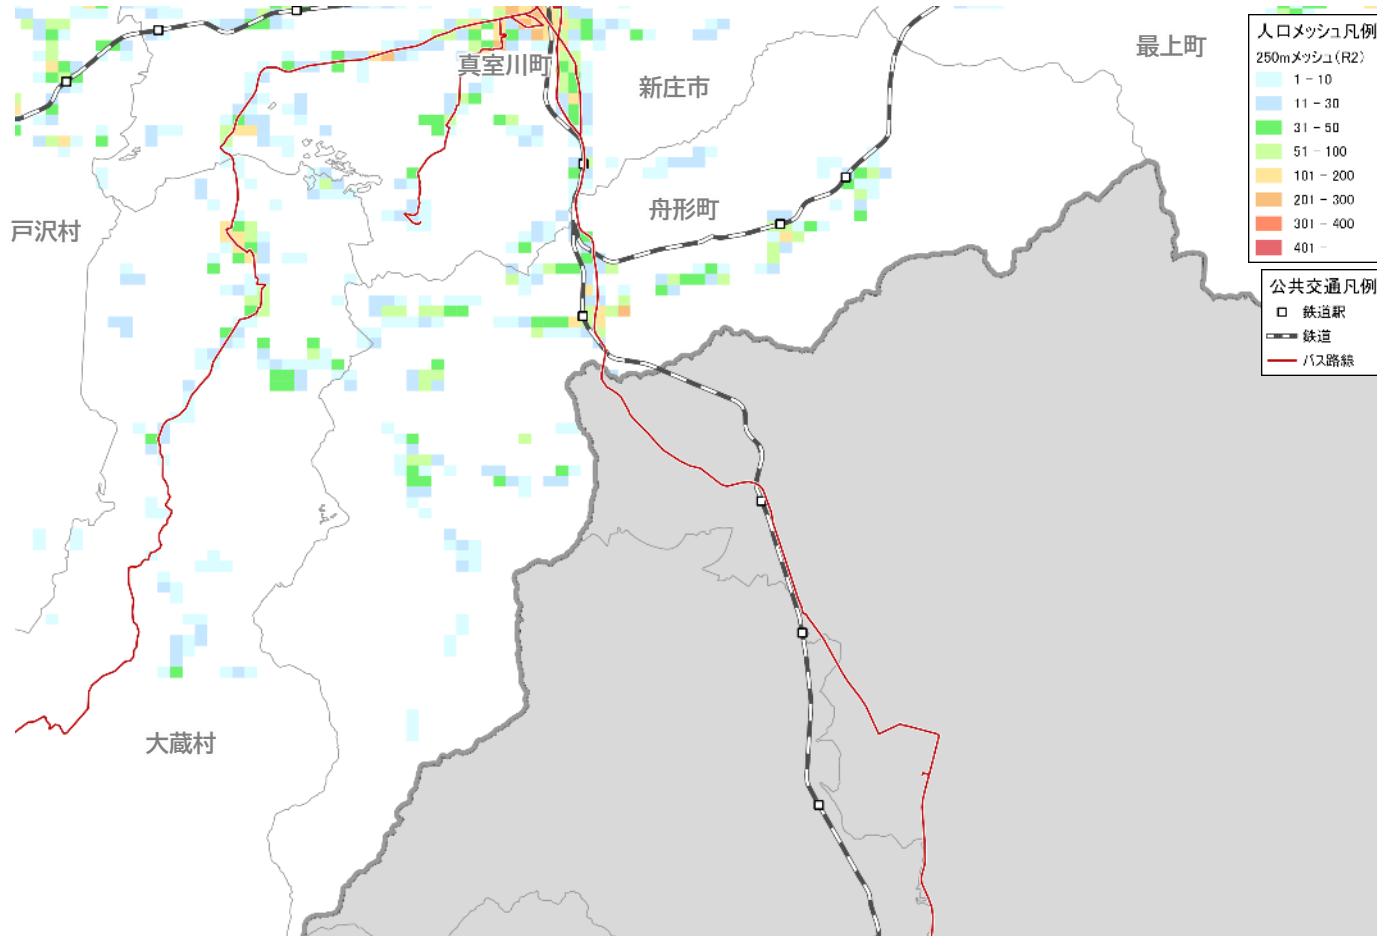 人口メッシュ凡例
250mメッシュ(R2)
1 - 10
11 - 30
31 - 50
51 - 100
101 - 200
201 - 300
301 - 400
401 -
公共交通凡例
鉄道駅
鉄道
バス路線
最上町
真室川町
新庄市
舟形町
戸沢村
大蔵村